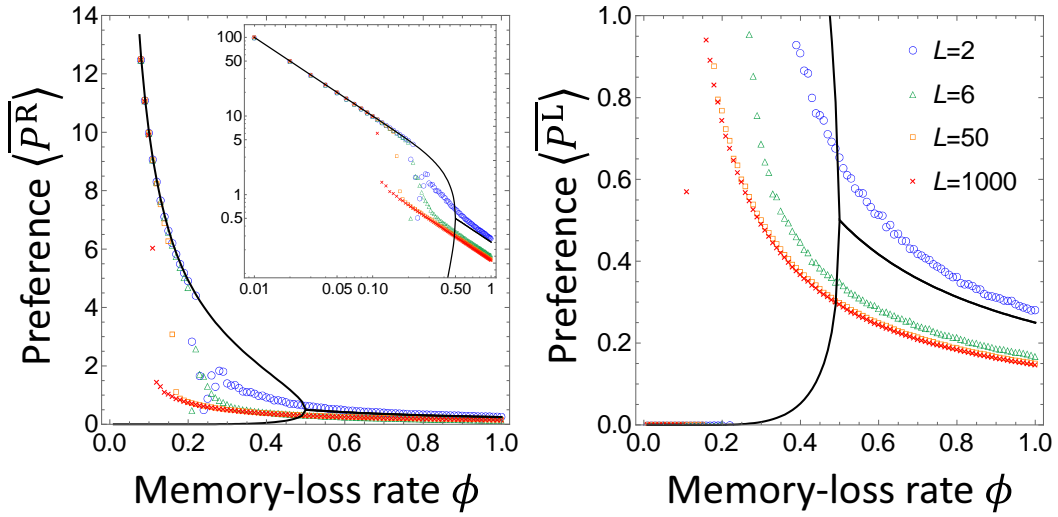 Preference ⟨P̅ᴿ⟩
14
12
10
8
6
4
2
0
0.0 0.2 0.4 0.6 0.8 1.0
Memory-loss rate ϕ
100
50
10
5
1
0.5
0.01 0.05 0.10 0.50 1
Preference ⟨P̅ᴸ⟩
1.0
0.8
0.6
0.4
0.2
0.0
0.0 0.2 0.4 0.6 0.8 1.0
Memory-loss rate ϕ
L=2
L=6
L=50
L=1000